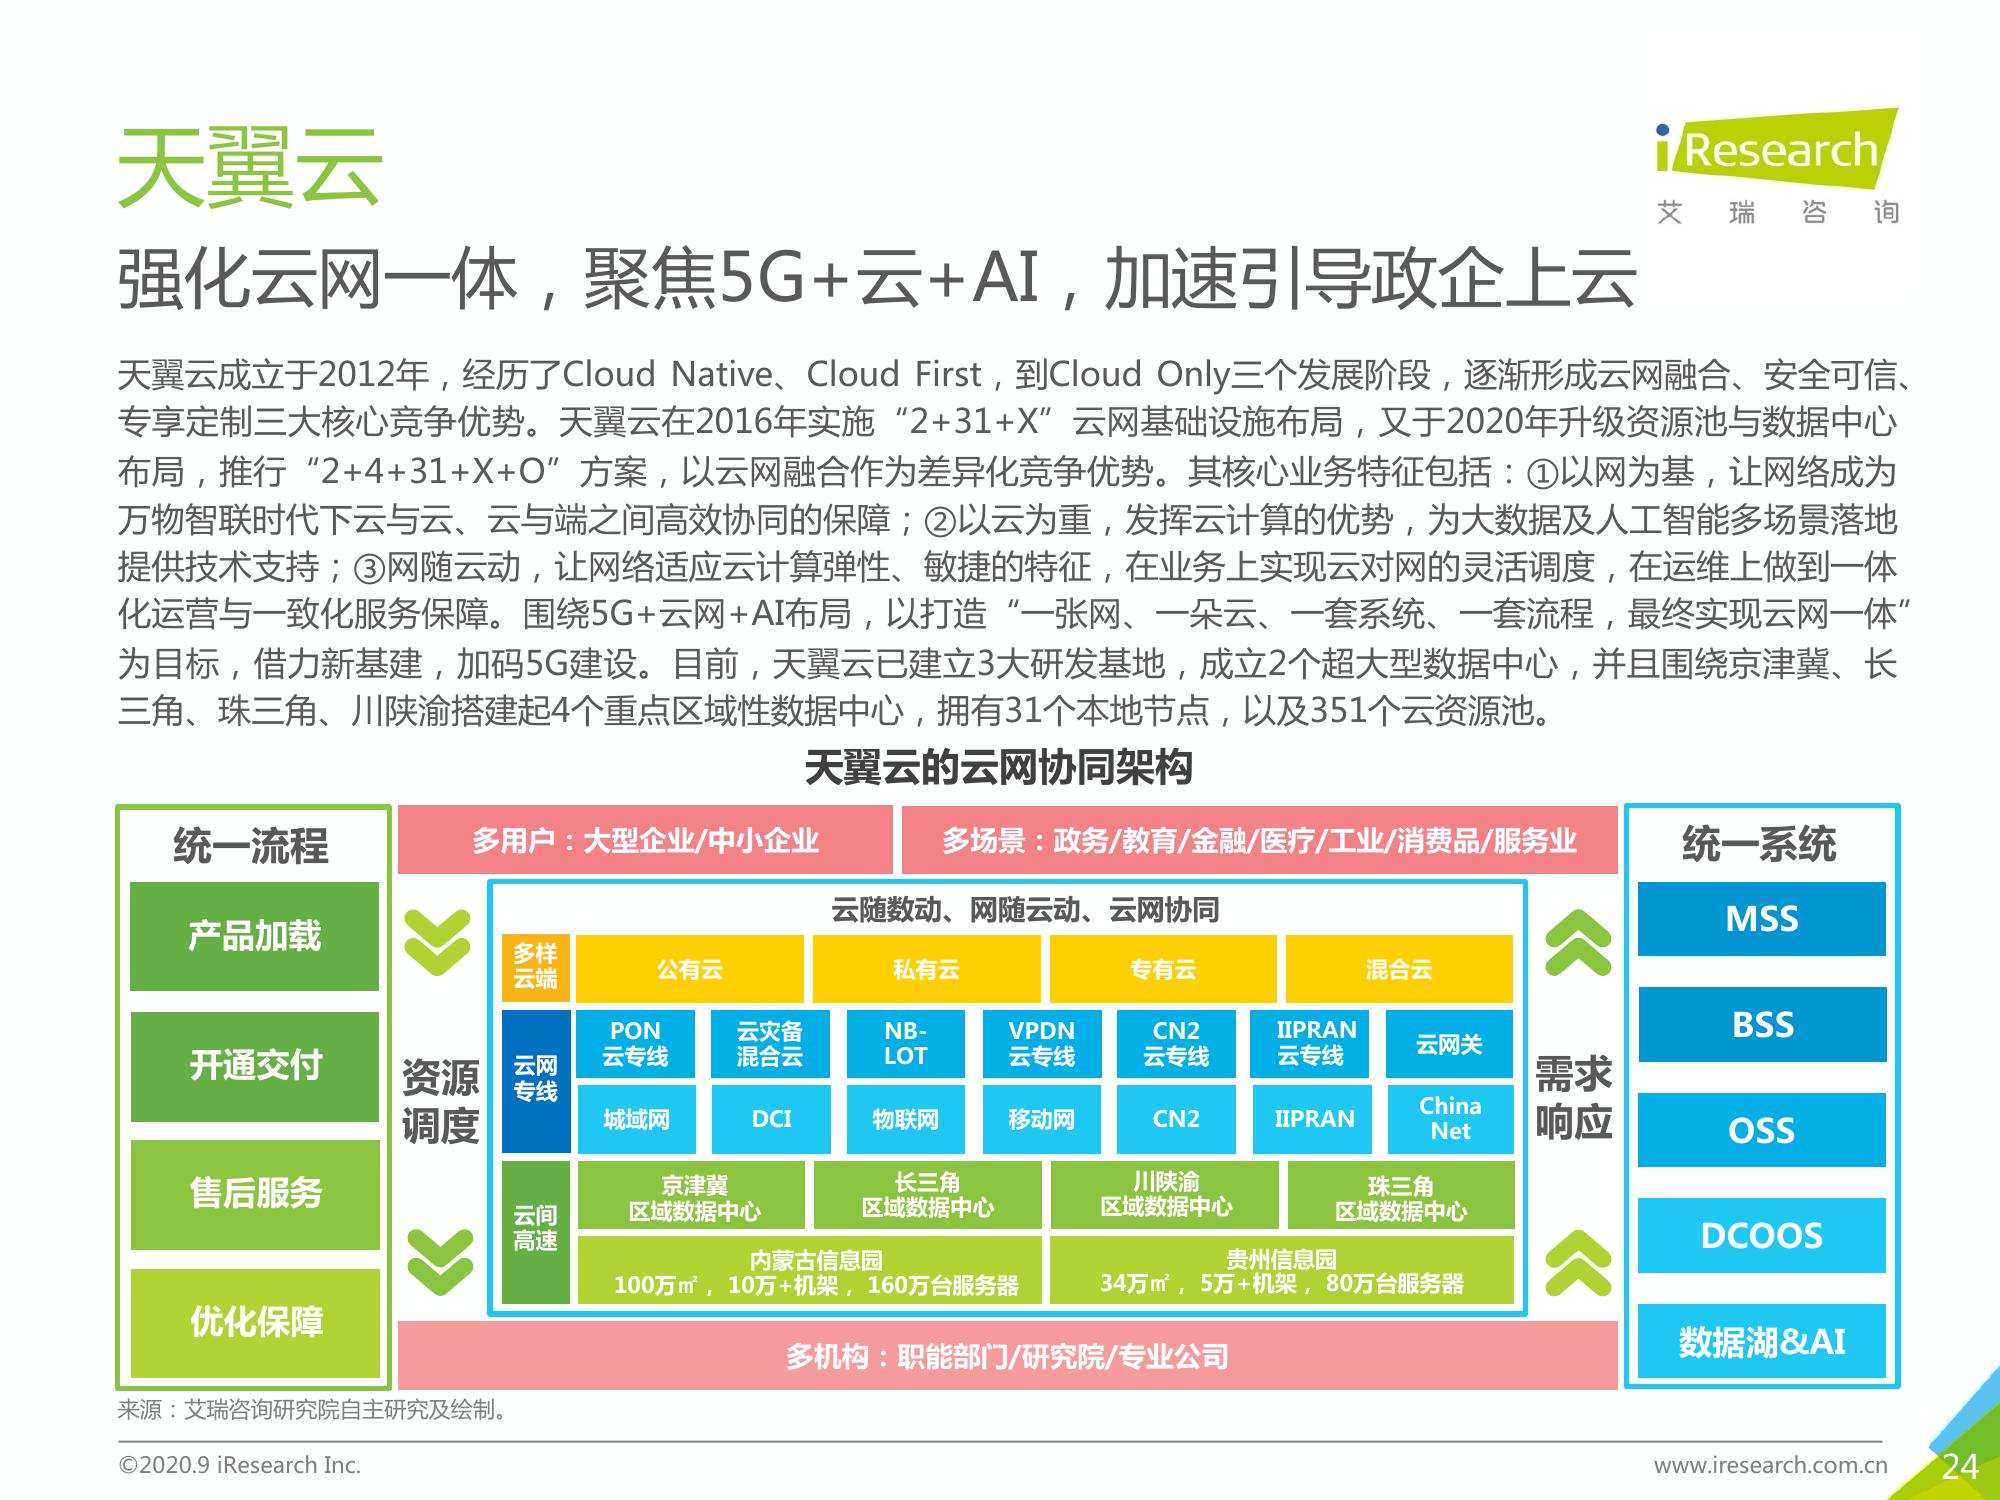 天翼云
iResearch
艾瑞咨询
强化云网一体，聚焦5G+云+AI，加速引导政企上云
天翼云成立于2012年，经历了Cloud Native、Cloud First，到Cloud Only三个发展阶段，逐渐形成云网融合、安全可信、
专享定制三大核心竞争优势。天翼云在2016年实施“2+31+X”云网基础设施布局，又于2020年升级资源池与数据中心
布局，推行“2+4+31+X+O”方案，以云网融合作为差异化竞争优势。其核心业务特征包括：①以网为基，让网络成为
万物智联时代下云与云、云与端之间高效协同的保障；②以云为重，发挥云计算的优势，为大数据及人工智能多场景落地
提供技术支持；③网随云动，让网络适应云计算弹性、敏捷的特征，在业务上实现云对网的灵活调度，在运维上做到一体
化运营与一致化服务保障。围绕5G+云网+AI布局，以打造“一张网、一朵云、一套系统、一套流程，最终实现云网一体”
为目标，借力新基建，加码5G建设。目前，天翼云已建立3大研发基地，成立2个超大型数据中心，并且围绕京津冀、长
三角、珠三角、川陕渝搭建起4个重点区域性数据中心，拥有31个本地节点，以及351个云资源池。
天翼云的云网协同架构
统一流程
产品加载
开通交付
售后服务
优化保障
多用户：大型企业/中小企业
多场景：政务/教育/金融/医疗/工业/消费品/服务业
资源
调度
云随数动、网随云动、云网协同
多样
云端
公有云
私有云
专有云
混合云
云网
专线
PON
云专线
云灾备
混合云
NB-
LOT
VPDN
云专线
CN2
云专线
IIPRAN
云专线
云网关
城域网
DCI
物联网
移动网
CN2
IIPRAN
China
Net
云间
高速
京津冀
区域数据中心
长三角
区域数据中心
川陕渝
区域数据中心
珠三角
区域数据中心
内蒙古信息园
100万㎡，10万+机架，160万台服务器
贵州信息园
34万㎡，5万+机架，80万台服务器
需求
响应
多机构：职能部门/研究院/专业公司
统一系统
MSS
BSS
OSS
DCOOS
数据湖&AI
来源：艾瑞咨询研究院自主研究及绘制。
©2020.9 iResearch Inc.
www.iresearch.com.cn
24